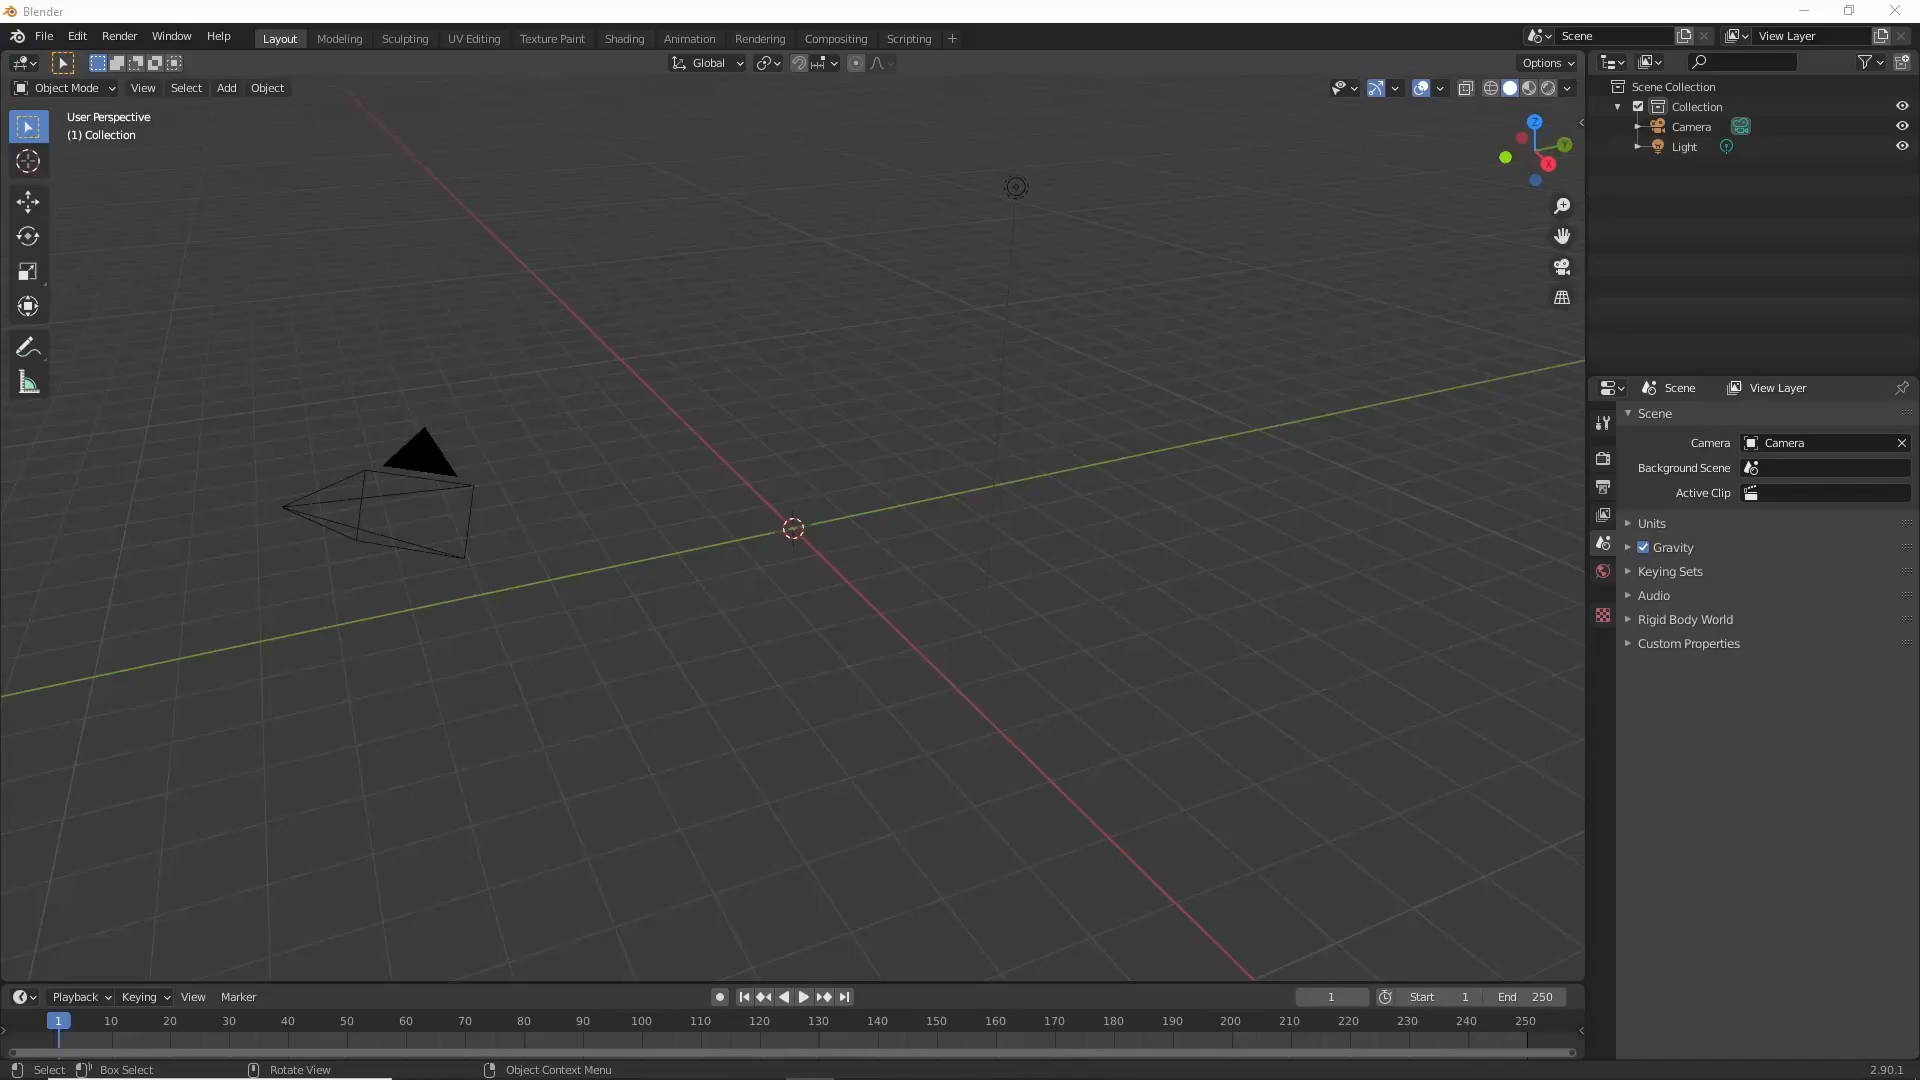 Blender
File Edit Render Window Help
Layout Modeling Sculpting UV Editing Texture Paint Shading Animation Rendering Compositing Scripting +
Scene
View Layer
Global
Options
Object Mode View Select Add Object
User Perspective
(1) Collection
Z
Y
X
Scene Collection
Collection
Camera
Light
Scene View Layer
Scene
Camera Camera
Background Scene
Active Clip
Units
Gravity
Keying Sets
Audio
Rigid Body World
Custom Properties
Playback Keying View Marker
1 Start 1 End 250
1 10 20 30 40 50 60 70 80 90 100 110 120 130 140 150 160 170 180 190 200 210 220 230 240 250
Select Box Select Rotate View Object Context Menu 2.90.1